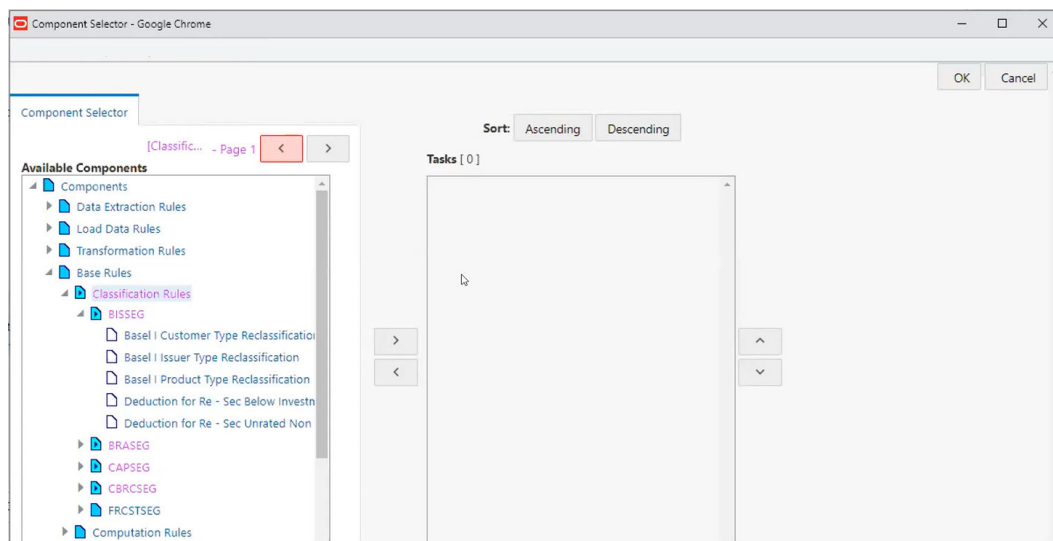 Component Selector - Google Chrome
OK Cancel
Component Selector
Sort: Ascending Descending
[Classific... - Page 1 < >
Tasks [ 0 ]
Available Components
Components
Data Extraction Rules
Load Data Rules
Transformation Rules
Base Rules
Classification Rules
BISSEG
Basel I Customer Type Reclassification
Basel I Issuer Type Reclassification
Basel I Product Type Reclassification
Deduction for Re - Sec Below Investn
Deduction for Re - Sec Unrated Non
BRASEG
CAPSEG
CBRCSEG
FRCSTSEG
Computation Rules